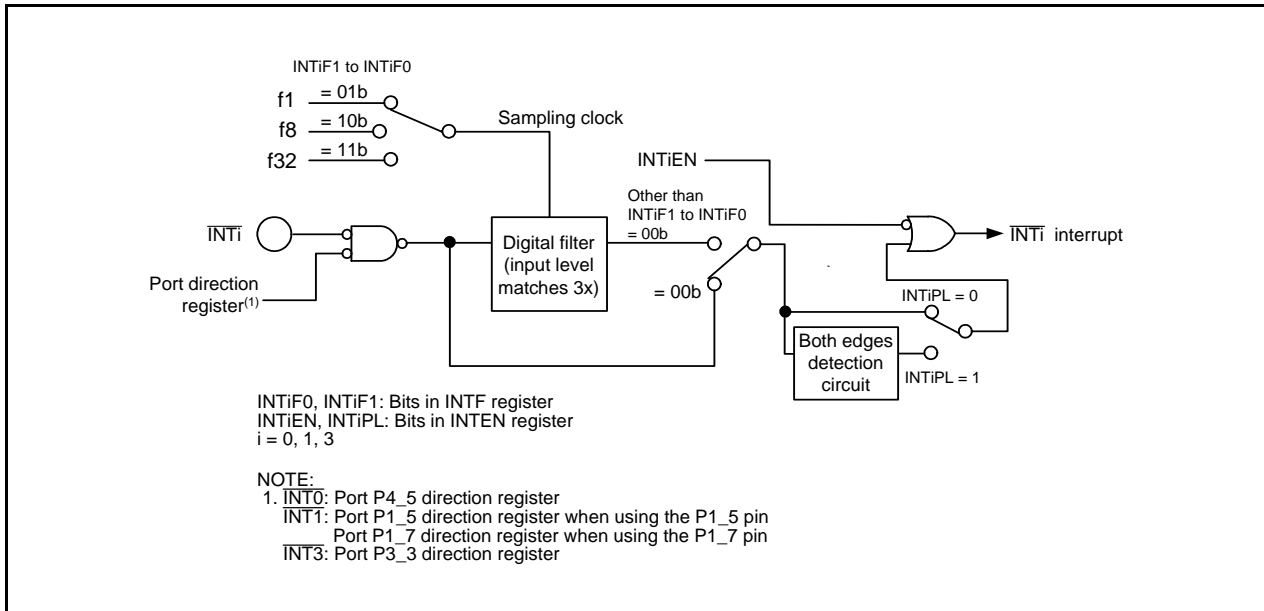 INTiF1 to INTiF0
f1
= 01b
f8
= 10b
f32
= 11b
Sampling clock
INTiEN
Other than
INTiF1 to INTiF0
= 00b
INTi
Digital filter
(input level
matches 3x)
= 00b
INTi interrupt
Port direction
register(1)
INTiPL = 0
Both edges
detection
circuit
INTiPL = 1
INTiF0, INTiF1: Bits in INTF register
INTiEN, INTiPL: Bits in INTEN register
i = 0, 1, 3
NOTE:
1. INT0: Port P4_5 direction register
INT1: Port P1_5 direction register when using the P1_5 pin
Port P1_7 direction register when using the P1_7 pin
INT3: Port P3_3 direction register